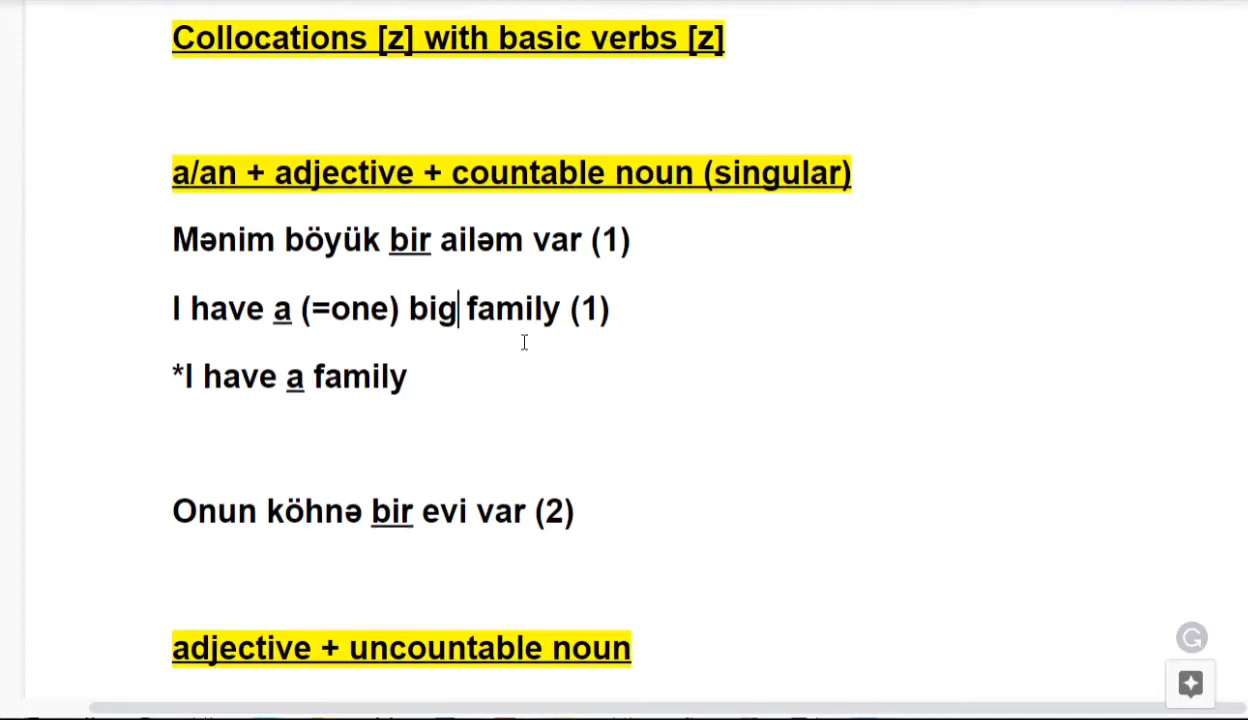 Collocations [z] with basic verbs [z]
a/an + adjective + countable noun (singular)
Mənim böyük bir ailəm var (1)
I have a (=one) big family (1)
*I have a family
Onun köhnə bir evi var (2)
adjective + uncountable noun